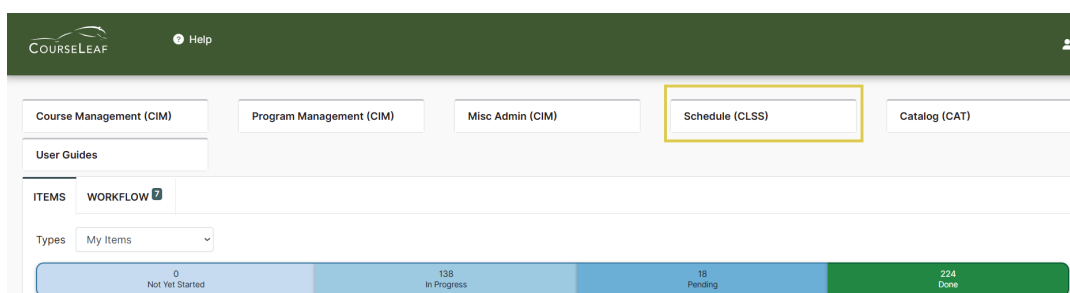 COURSELEAF
? Help
Course Management (CIM)
Program Management (CIM)
Misc Admin (CIM)
Schedule (CLSS)
Catalog (CAT)
User Guides
ITEMS
WORKFLOW 7
Types
My Items
0
Not Yet Started
138
In Progress
18
Pending
224
Done